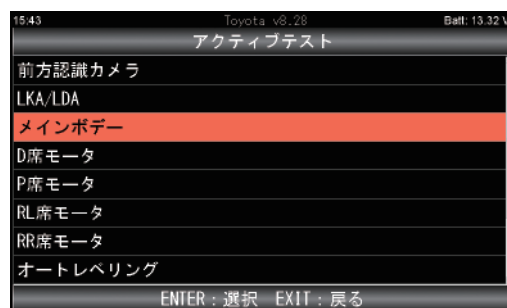 15:43 Toyota v8.28 Batt: 13.32 V
アクティブテスト
前方認識カメラ
LKA/LDA
メインボデー
D席モータ
P席モータ
RL席モータ
RR席モータ
オートレベリング
ENTER：選択 EXIT：戻る